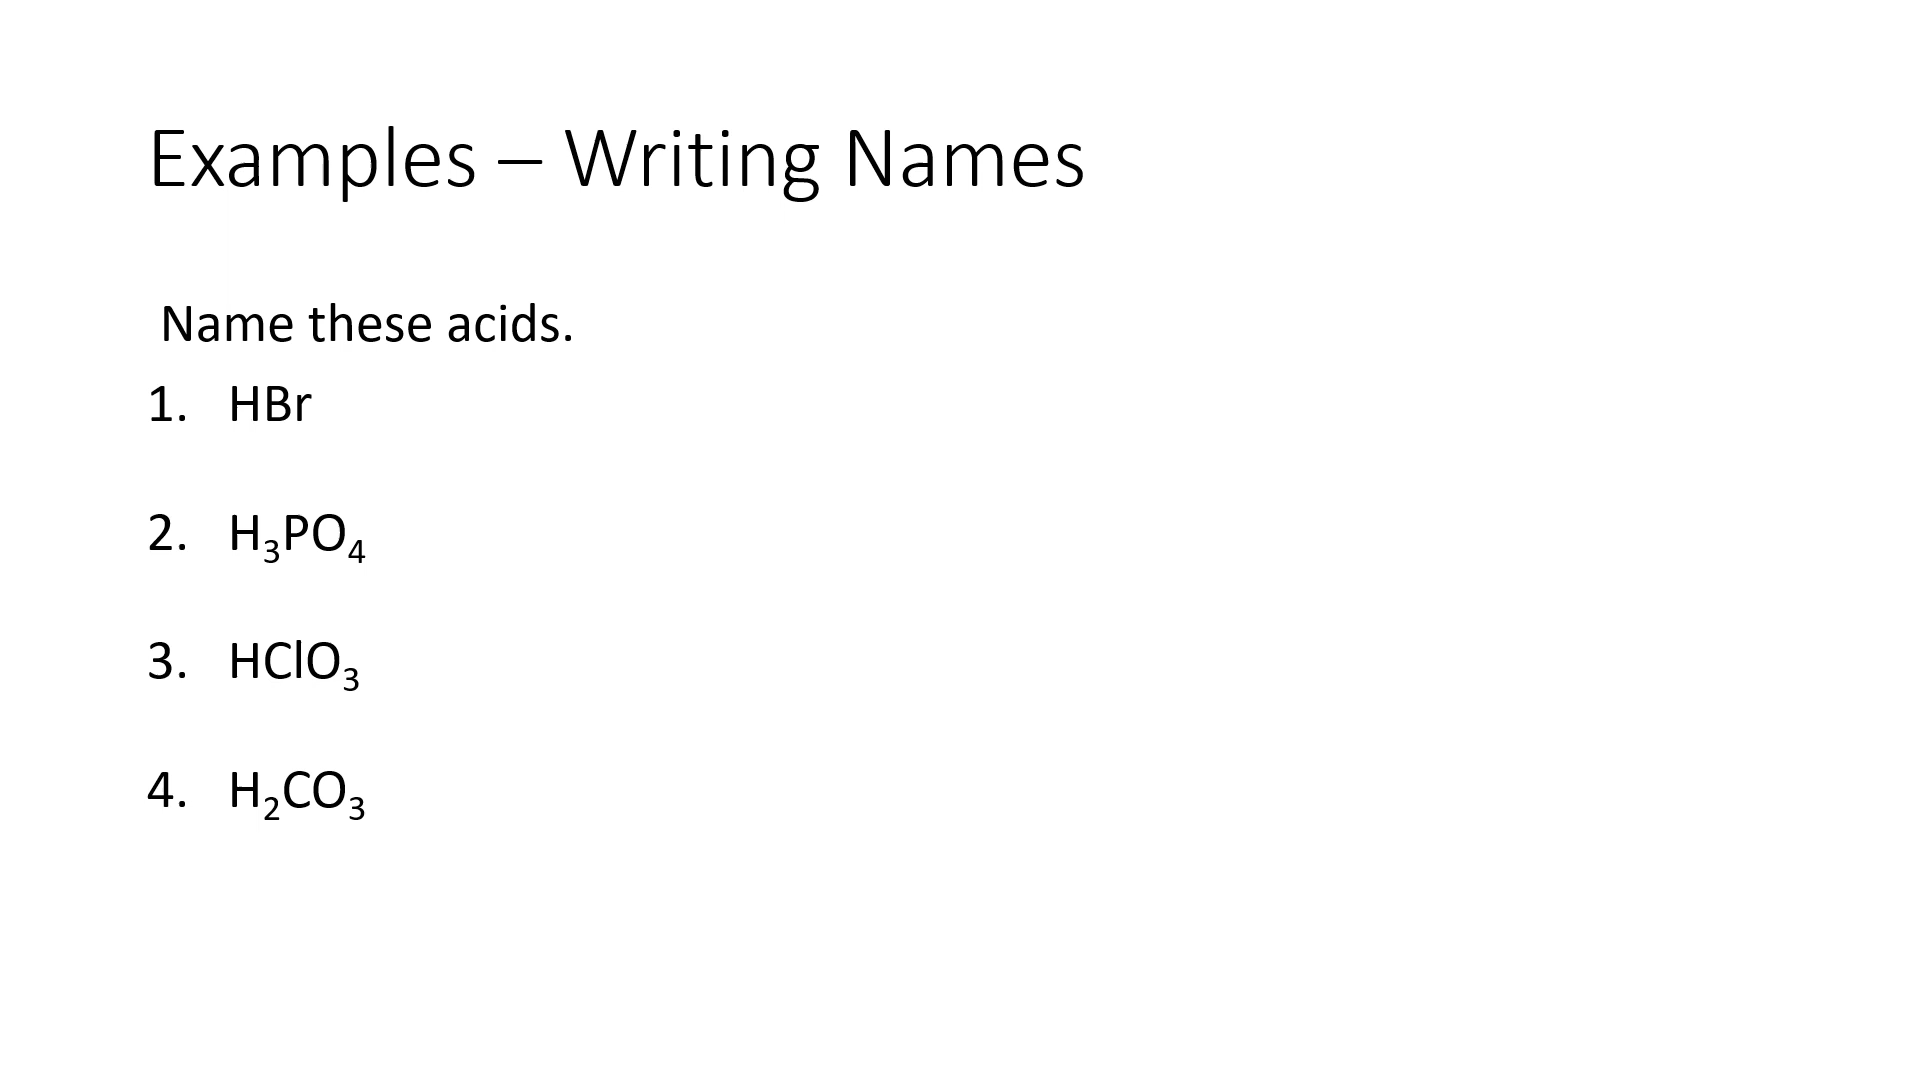 Examples – Writing Names
Name these acids.
1. HBr
2. H₃PO₄
3. HClO₃
4. H₂CO₃